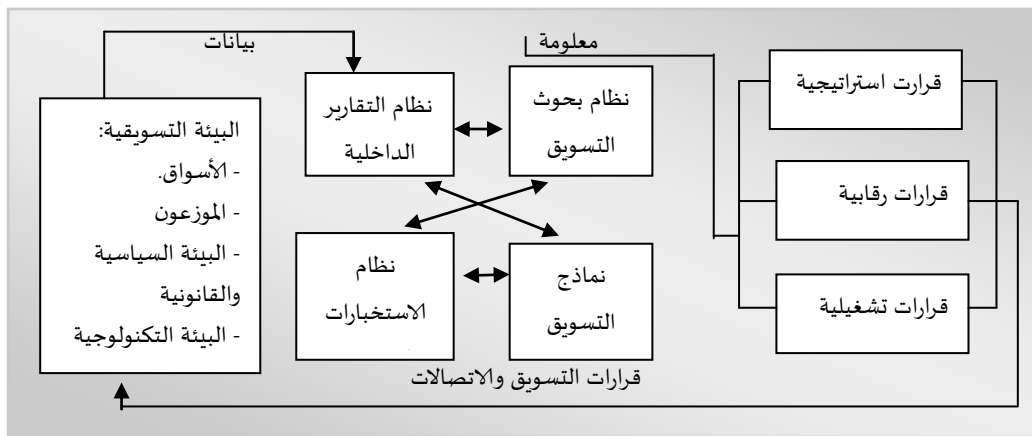 بيانات
معلومة
البيئة التسويقية:
- الأسواق.
- الموزعون
- البيئة السياسية
والقانونية
- البيئة التكنولوجية
نظام التقارير
الداخلية
نظام بحوث
التسويق
نظام
الاستخبارات
نماذج
التسويق
قرارت استراتيجية
قرارات رقابية
قرارات تشغيلية
قرارات التسويق والاتصالات